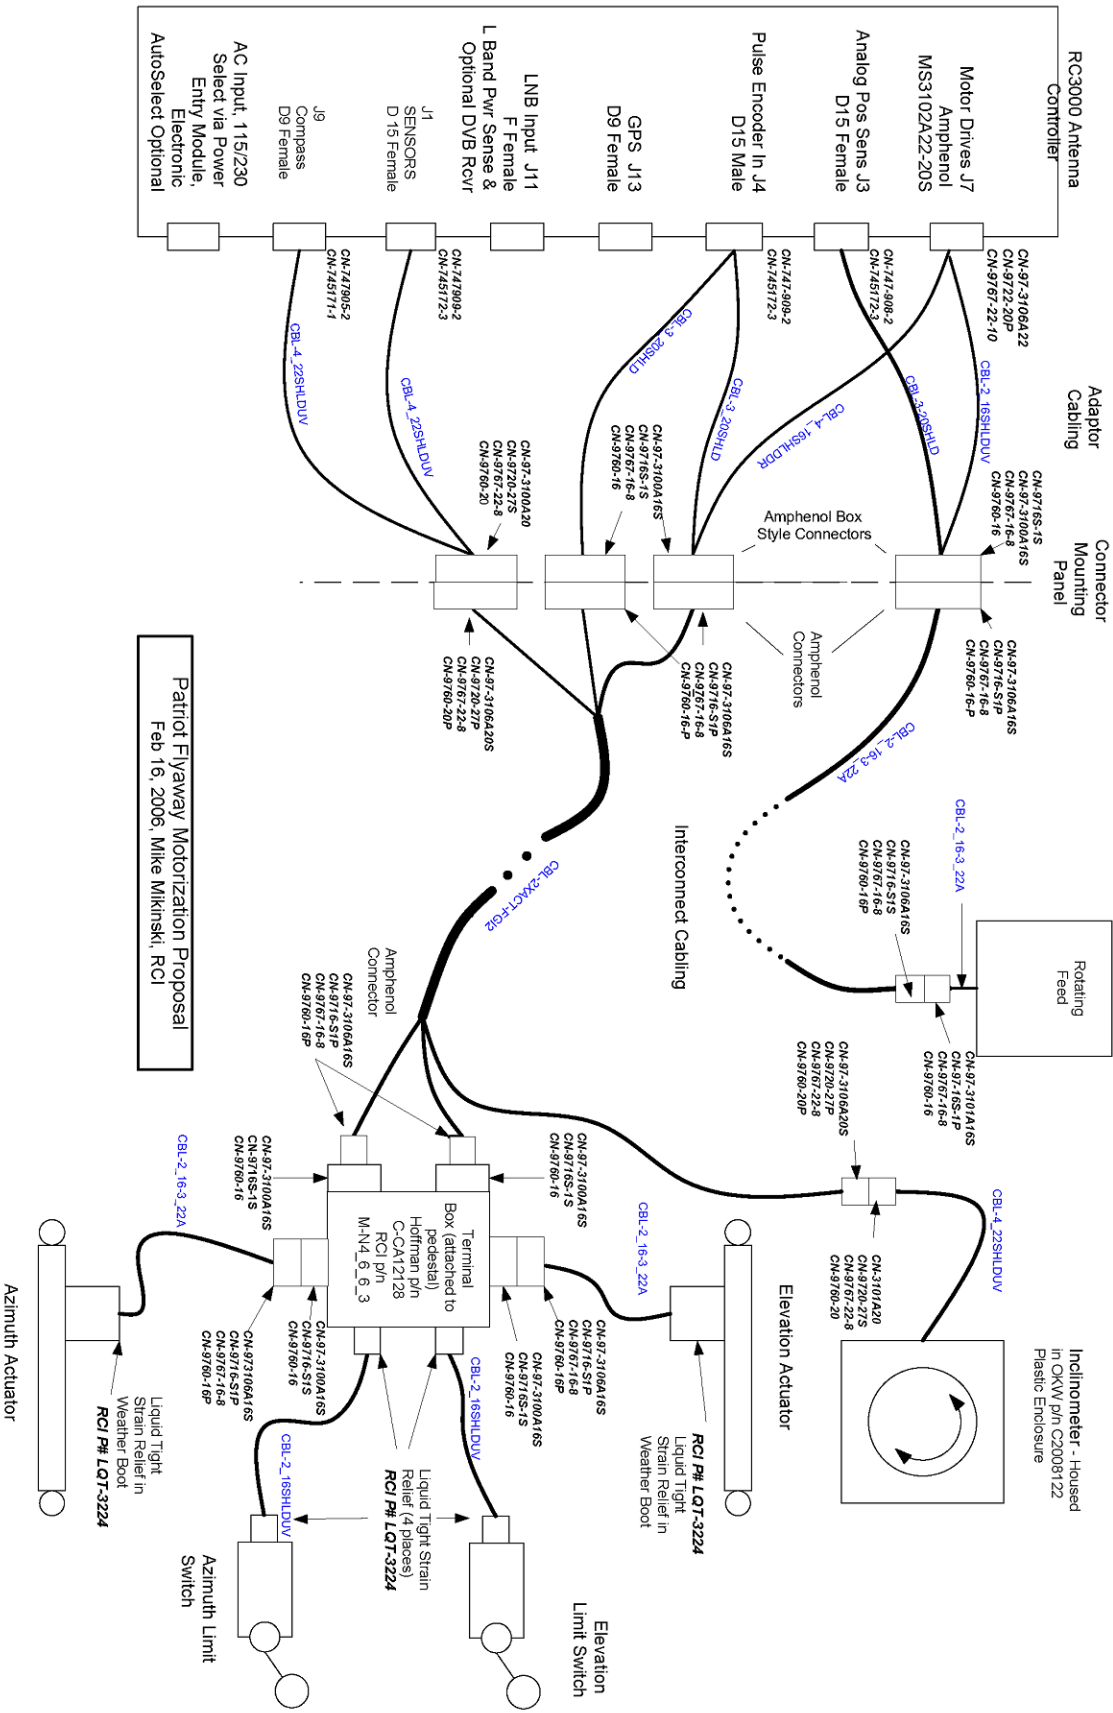 RC3000 Antenna
Controller
Motor Drives J7
Amphenol
MS3102A22-20S
Analog Pos Sens J3
D15 Female
Pulse Encoder In J4
D15 Male
GPS J13
D9 Female
LNB Input J11
F Female
L Band Pwr Sense &
Optional DVB Rcvr
J1
SENSORS
D 15 Female
J9
Compass
D9 Female
AC Input, 115/230
Select via Power
Entry Module,
Electronic
AutoSelect Optional
CN-97-3106A22
CN-9722-20P
CN-9767-22-10
CN-747-908-2
CN-745172-3
CN-747-909-2
CN-745172-3
CN-747909-2
CN-745172-3
CN-747905-2
CN-745171-1
Adaptor
Cabling
CBL-2_16SHLDUV
CBL-3-20SHLD
CBL-4_16SHLDDR
CBL-3_20SHLD
CBL-3_20SHLD
CBL-4_22SHLDUV
CBL-4_22SHLDUV
Connector
Mounting
Panel
CN-9716S-1S
CN-97-3100A16S
CN-9767-16-8
CN-9760-16
Amphenol Box
Style Connectors
CN-97-3100A16S
CN-9716S-1S
CN-9767-16-8
CN-9760-16
CN-97-3100A20
CN-9720-27S
CN-9767-22-8
CN-9760-20
CN-97-3106A16S
CN-9716-S1P
CN-9767-16-8
CN-9760-16-P
Amphenol
Connectors
CN-97-3106A16S
CN-9716-S1P
CN-9767-16-8
CN-9760-16-P
CN-97-3106A20S
CN-9720-27P
CN-9767-22-8
CN-9760-20P
CBL-2_16-3_22A
Interconnect Cabling
CBL-2XACT-FGI2
Patriot Flyaway Motorization Proposal
Feb 16, 2006, Mike Mikinski, RCI
CBL-2_16-3_22A
CN-97-3106A16S
CN-9716-S1S
CN-9767-16-8
CN-9760-16P
Rotating
Feed
CN-97-3101A16S
CN-97-16S-1P
CN-9767-16-8
CN-9760-16
CN-97-3106A20S
CN-9720-27P
CN-9767-22-8
CN-9760-20P
Amphenol
Connector
CN-97-3106A16S
CN-9716-S1P
CN-9767-16-8
CN-9760-16P
CBL-4_22SHLDUV
CN-3101A20
CN-9720-27S
CN-9767-22-8
CN-9760-20
Inclinometer - Housed
in OKW p/n C2008122
Plastic Enclosure
CN-97-3100A16S
CN-9716S-1S
CN-9760-16
CN-97-3100A16S
CN-9716S-1S
CN-9760-16
Terminal
Box (attached to
pedestal)
Hoffman p/n
C-CA12128
RCI p/n
M-N4_6_6_3
CBL-2_16-3_22A
CBL-2_16-3_22A
Elevation Actuator
CN-97-3106A16S
CN-9716-S1P
CN-9767-16-8
CN-9760-16P
CN-97-3100A16S
CN-9716S-1S
CN-9760-16
CN-97-3100A16S
CN-9716-S1S
CN-9760-16
CN-973106A16S
CN-9716-S1P
CN-9767-16-8
CN-9760-16P
CBL-2_16SHLDUV
CBL-2_16SHLDUV
RCI P# LQT-3224
Liquid Tight
Strain Relief in
Weather Boot
Liquid Tight Strain
Relief (4 places)
RCI P# LQT-3224
Liquid Tight
Strain Relief in
Weather Boot
RCI P# LQT-3224
Azimuth Actuator
Azimuth Limit
Switch
Elevation
Limit Switch